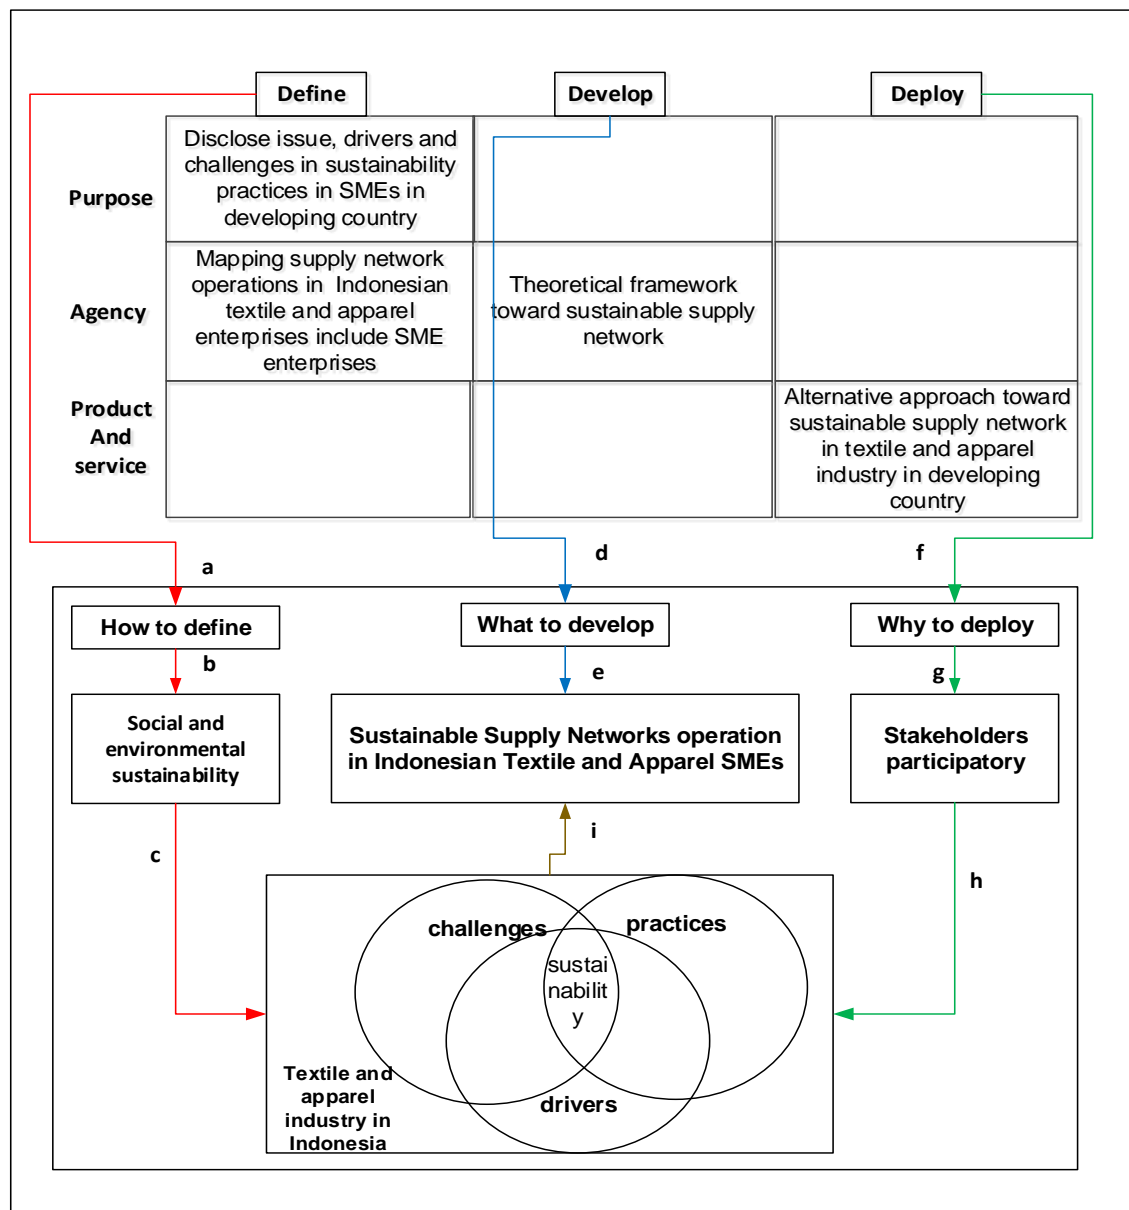 Define
Develop
Deploy
Purpose
Disclose issue, drivers and
challenges in sustainability
practices in SMEs in
developing country
Agency
Mapping supply network
operations in Indonesian
textile and apparel
enterprises include SME
enterprises
Theoretical framework
toward sustainable supply
network
Product
And
service
Alternative approach toward
sustainable supply network
in textile and apparel
industry in developing
country
a
d
f
How to define
What to develop
Why to deploy
b
e
g
Social and
environmental
sustainability
Sustainable Supply Networks operation
in Indonesian Textile and Apparel SMEs
Stakeholders
participatory
c
i
h
challenges
practices
sustai
nabilit
y
drivers
Textile and
apparel
industry in
Indonesia